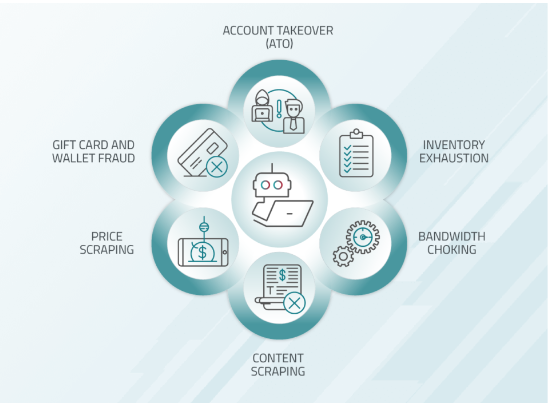 ACCOUNT TAKEOVER
(ATO)
GIFT CARD AND
WALLET FRAUD
INVENTORY
EXHAUSTION
PRICE
SCRAPING
BANDWIDTH
CHOKING
CONTENT
SCRAPING
$
$
T